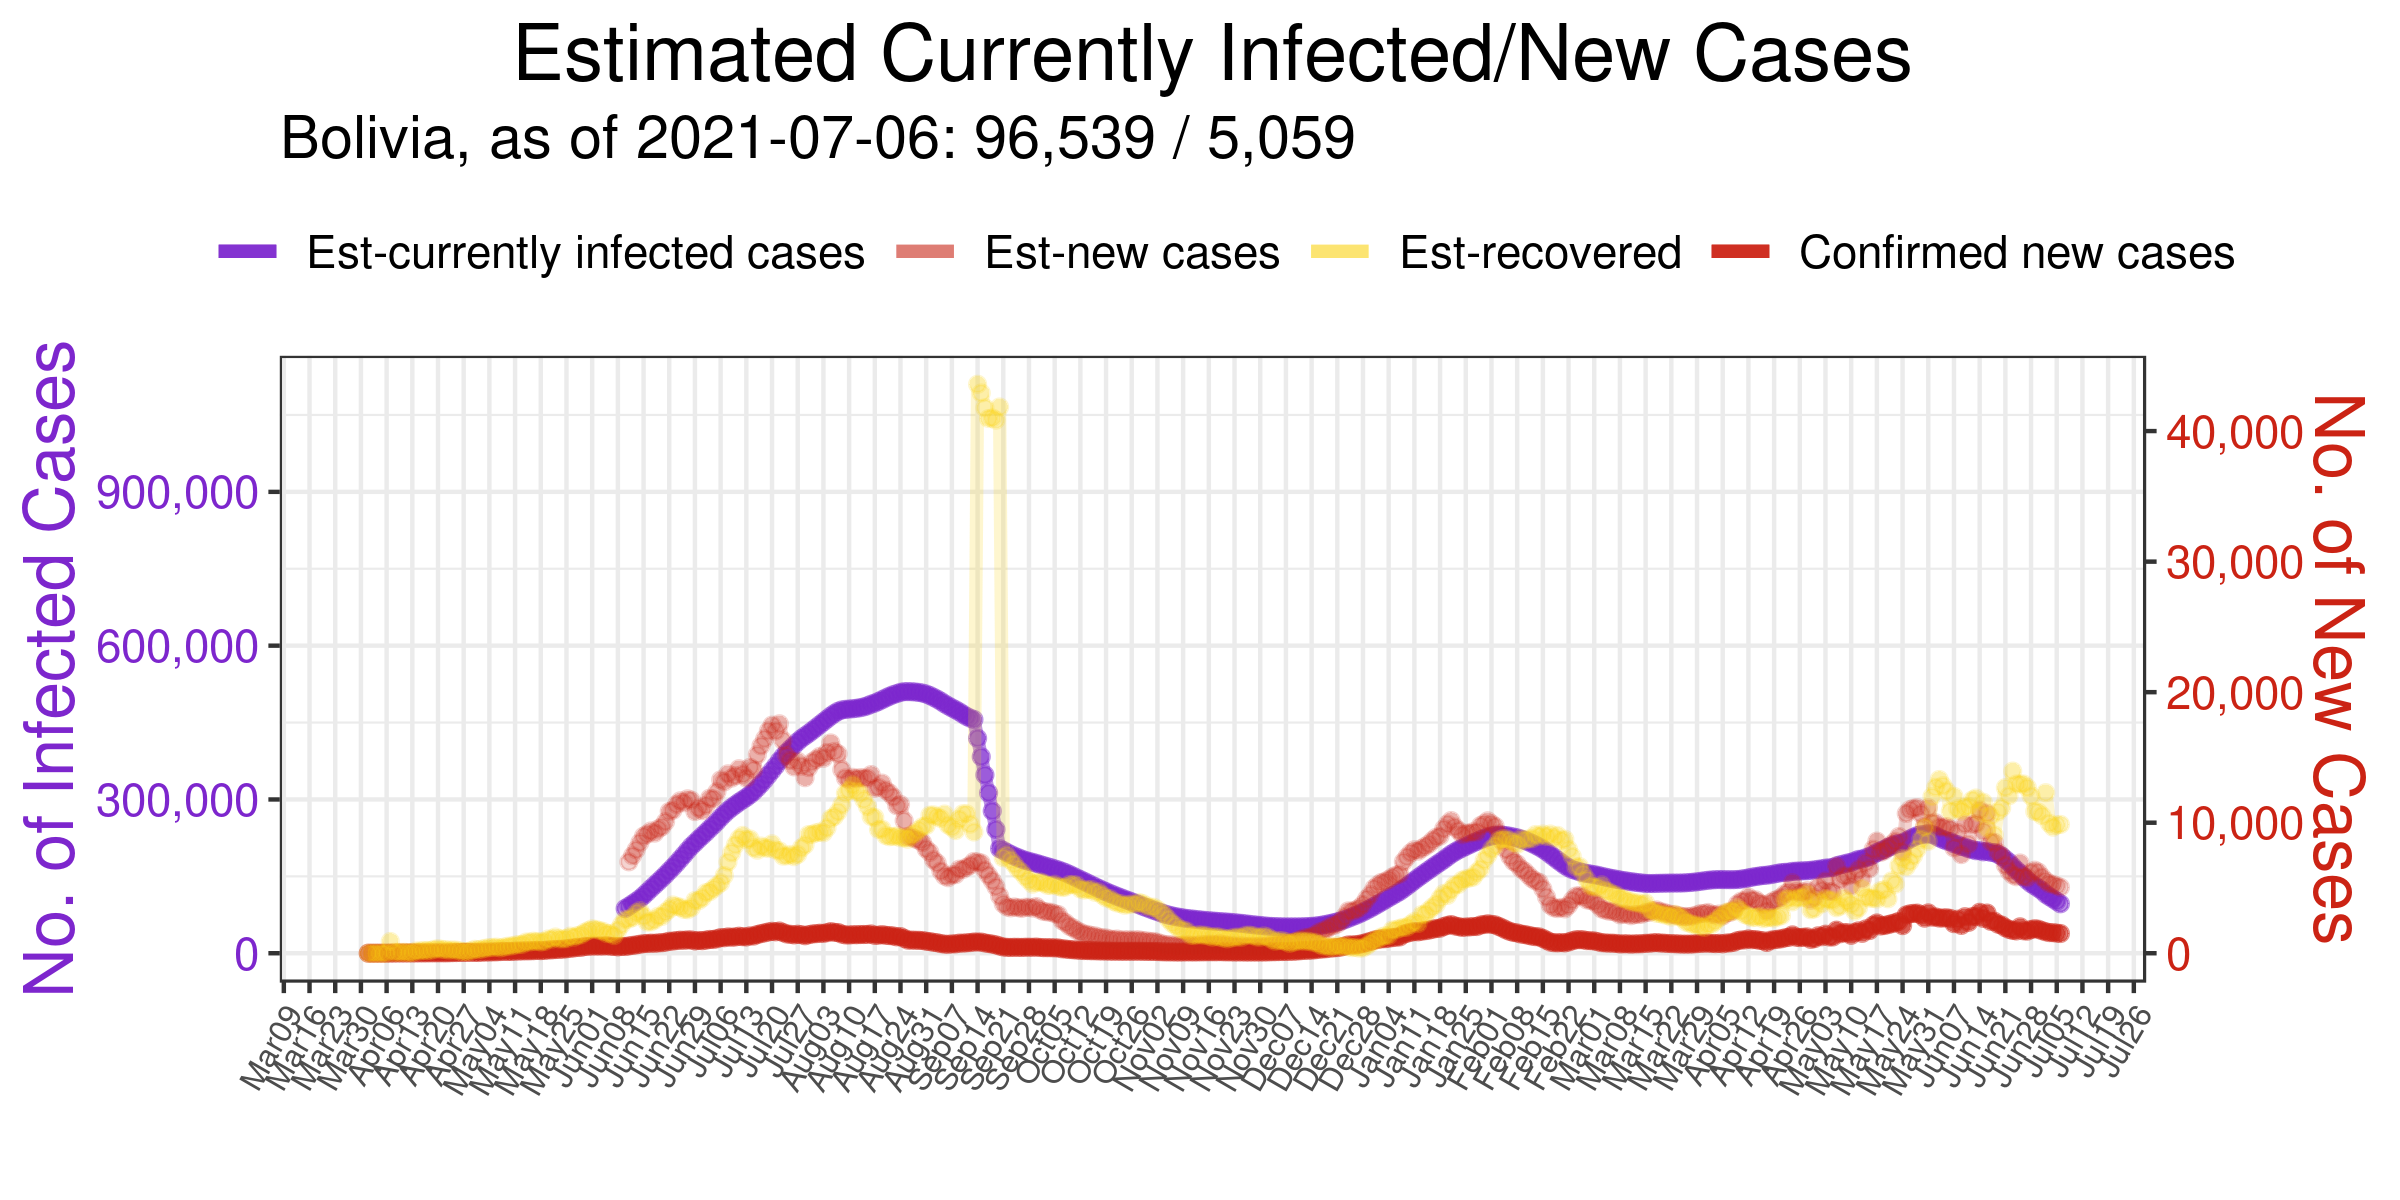 Estimated Currently Infected/New Cases
Bolivia, as of 2021-07-06: 96,539 / 5,059
Est-currently infected cases Est-new cases Est-recovered Confirmed new cases
No. of Infected Cases
900,000
600,000
300,000
0
40,000
30,000
20,000
10,000
0
No. of New Cases
Mar09 Mar16 Mar23 Mar30 Apr06 Apr13 Apr20 Apr27 May04 May11 May18 May25 Jun01 Jun08 Jun15 Jun22 Jun29 Jul06 Jul13 Jul20 Jul27 Aug03 Aug10 Aug17 Aug24 Aug31 Sep07 Sep14 Sep21 Sep28 Oct05 Oct12 Oct19 Oct26 Nov02 Nov09 Nov16 Nov23 Nov30 Dec07 Dec14 Dec21 Dec28 Jan04 Jan11 Jan18 Jan25 Feb01 Feb08 Feb15 Feb22 Mar01 Mar08 Mar15 Mar22 Mar29 Apr05 Apr12 Apr19 Apr26 May03 May10 May17 May24 May31 Jun07 Jun14 Jun21 Jun28 Jul05 Jul12 Jul19 Jul26